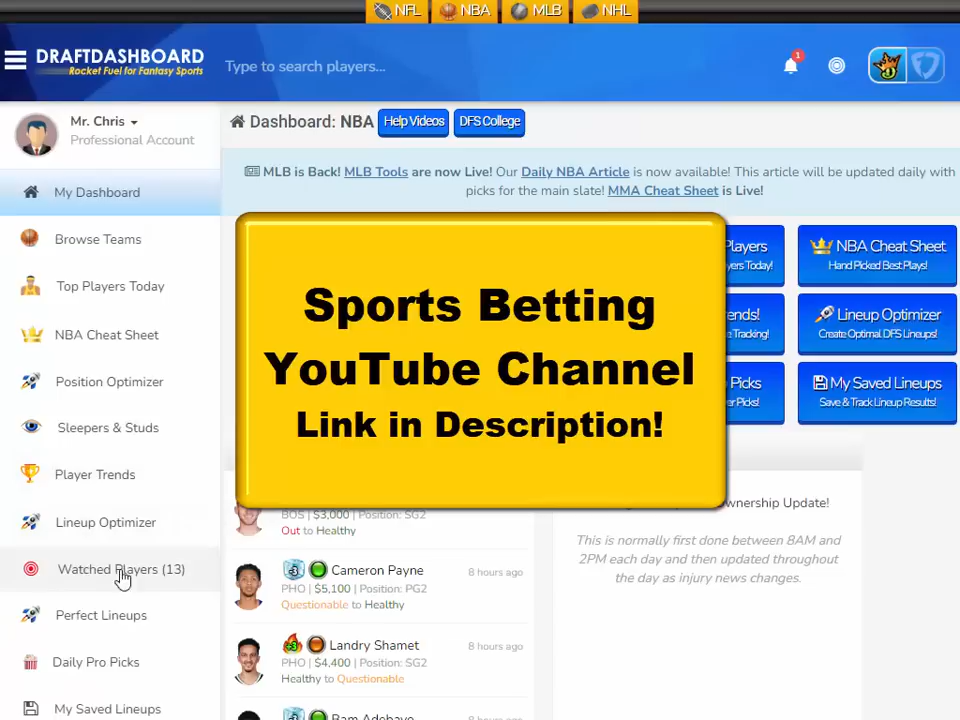 NFL NBA MLB NHL
DRAFTDASHBOARD
Rocket Fuel for Fantasy Sports
Type to search players...
1
Mr. Chris
Professional Account
Dashboard: NBA Help Videos DFS College
MLB is Back! MLB Tools are now Live! Our Daily NBA Article is now available! This article will be updated daily with
picks for the main slate! MMA Cheat Sheet is Live!
My Dashboard
Browse Teams
Top Players Today
NBA Cheat Sheet
Position Optimizer
Sleepers & Studs
Player Trends
Lineup Optimizer
Watched Players (13)
Perfect Lineups
Daily Pro Picks
My Saved Lineups
Sports Betting
YouTube Channel
Link in Description!
Players
Today!
NBA Cheat Sheet
Hand Picked Best Plays!
Tracking!
Lineup Optimizer
Create Optimal DFS Lineups!
Picks
Picks!
My Saved Lineups
Save & Track Lineup Results!
BOS | $3,000 | Position: SG2
Out to Healthy
Cameron Payne 8 hours ago
PHO | $5,100 | Position: PG2
Questionable to Healthy
Landry Shamet 8 hours ago
PHO | $4,400 | Position: SG2
Healthy to Questionable
Bam Adebayo 8 hours ago
Ownership Update!
This is normally first done between 8AM and
2PM each day and then updated throughout
the day as injury news changes.